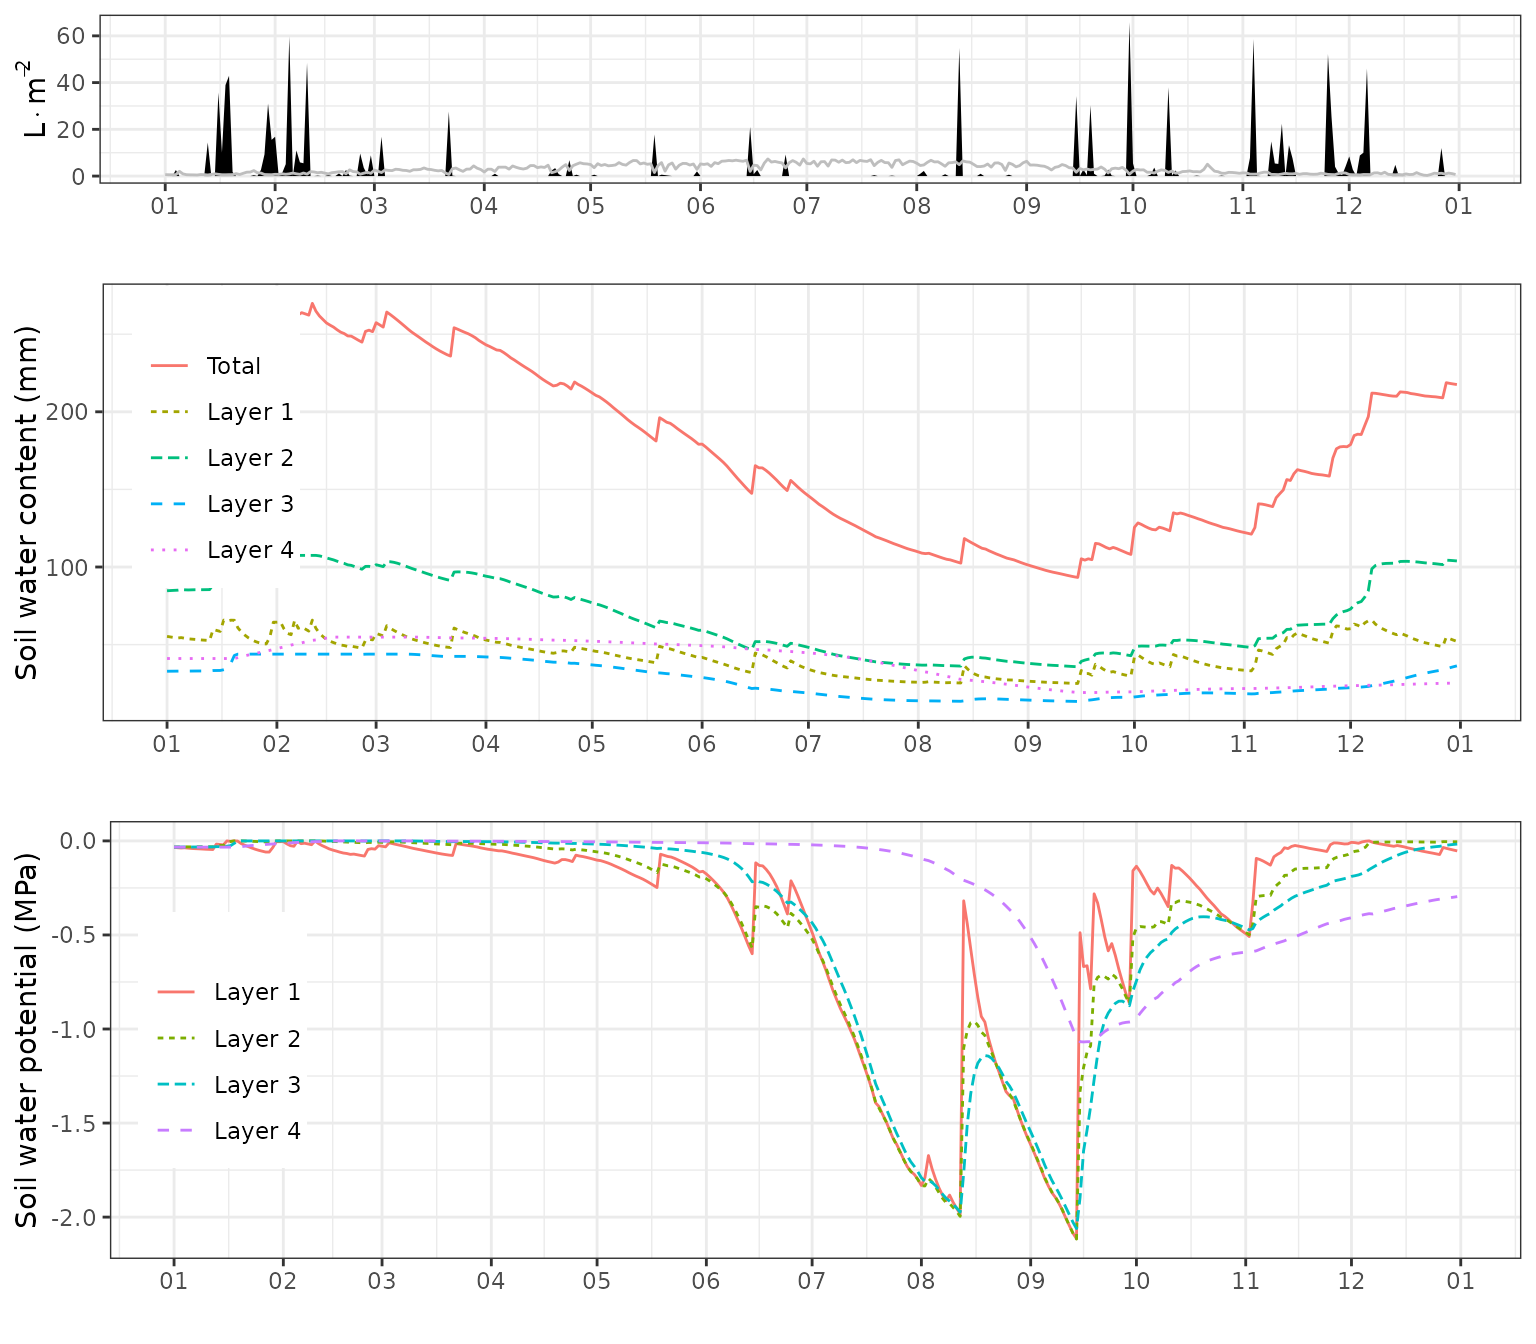 L · m⁻²
60
40
20
0
01 02 03 04 05 06 07 08 09 10 11 12 01
Soil water content (mm)
200
100
Total
Layer 1
Layer 2
Layer 3
Layer 4
01 02 03 04 05 06 07 08 09 10 11 12 01
Soil water potential (MPa)
0.0
-0.5
-1.0
-1.5
-2.0
Layer 1
Layer 2
Layer 3
Layer 4
01 02 03 04 05 06 07 08 09 10 11 12 01